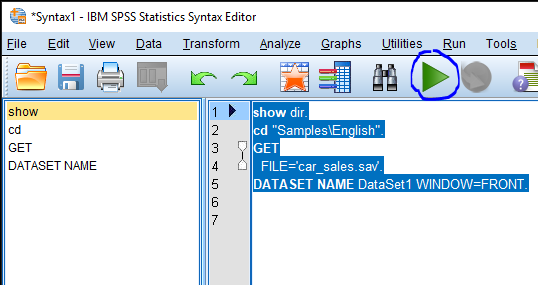 *Syntax1 - IBM SPSS Statistics Syntax Editor
File Edit View Data Transform Analyze Graphs Utilities Run Tools
show
cd
GET
DATASET NAME
1 show dir.
2 cd "Samples\English".
3 GET
4 FILE='car_sales.sav'.
5 DATASET NAME DataSet1 WINDOW=FRONT.
6
7